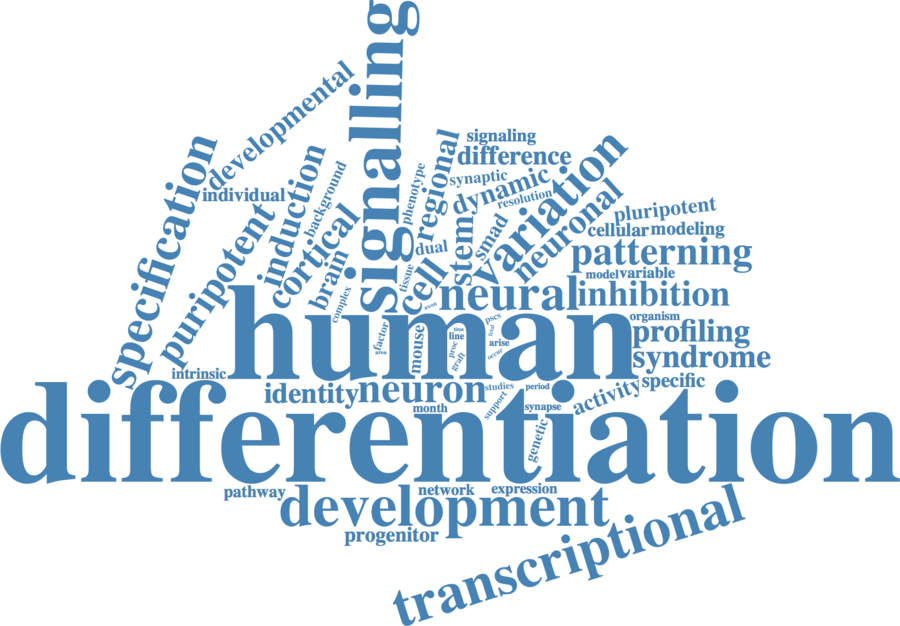 signalling
developmental
specification
individual
induction
background
puripotent
cortical
brain
complex
phenotype
regional
signaling
difference
synaptic
dynamic
resolution
variation
dual
stem
smad
neuronal
pluripotent
cellular
modeling
patterning
model
variable
tissue
cell
neural
inhibition
human
organism
profiling
syndrome
factor
area
mouse
axon
time
line
proc
graft
pscs
arise
occur
intrinsic
identity
neuron
studies
period
support
synapse
activity
specific
month
differentiation
genetic
pathway
network
expression
development
progenitor
transcriptional